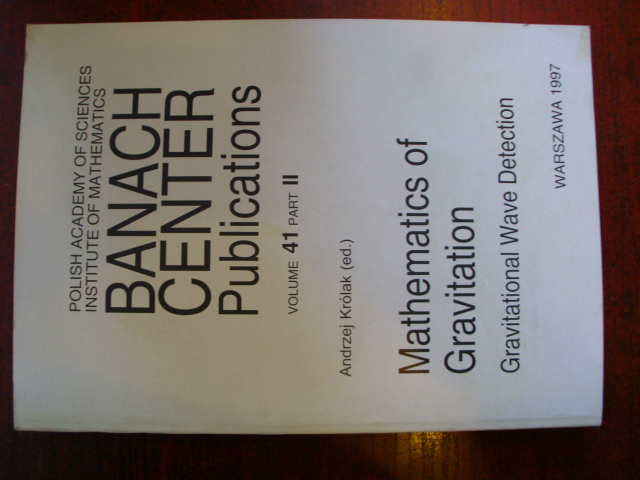 POLISH ACADEMY OF SCIENCES
INSTITUTE OF MATHEMATICS
BANACH
CENTER
Publications
VOLUME 41 PART II
Andrzej Królak (ed.)
Mathematics of
Gravitation
Gravitational Wave Detection
WARSZAWA 1997